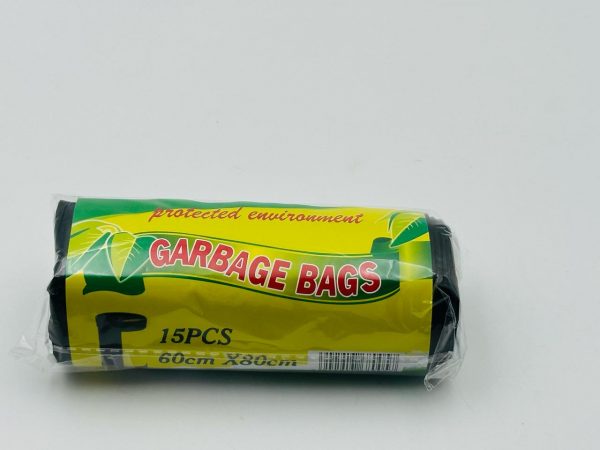 protected environment
GARBAGE BAGS
15PCS
60cm X80cm